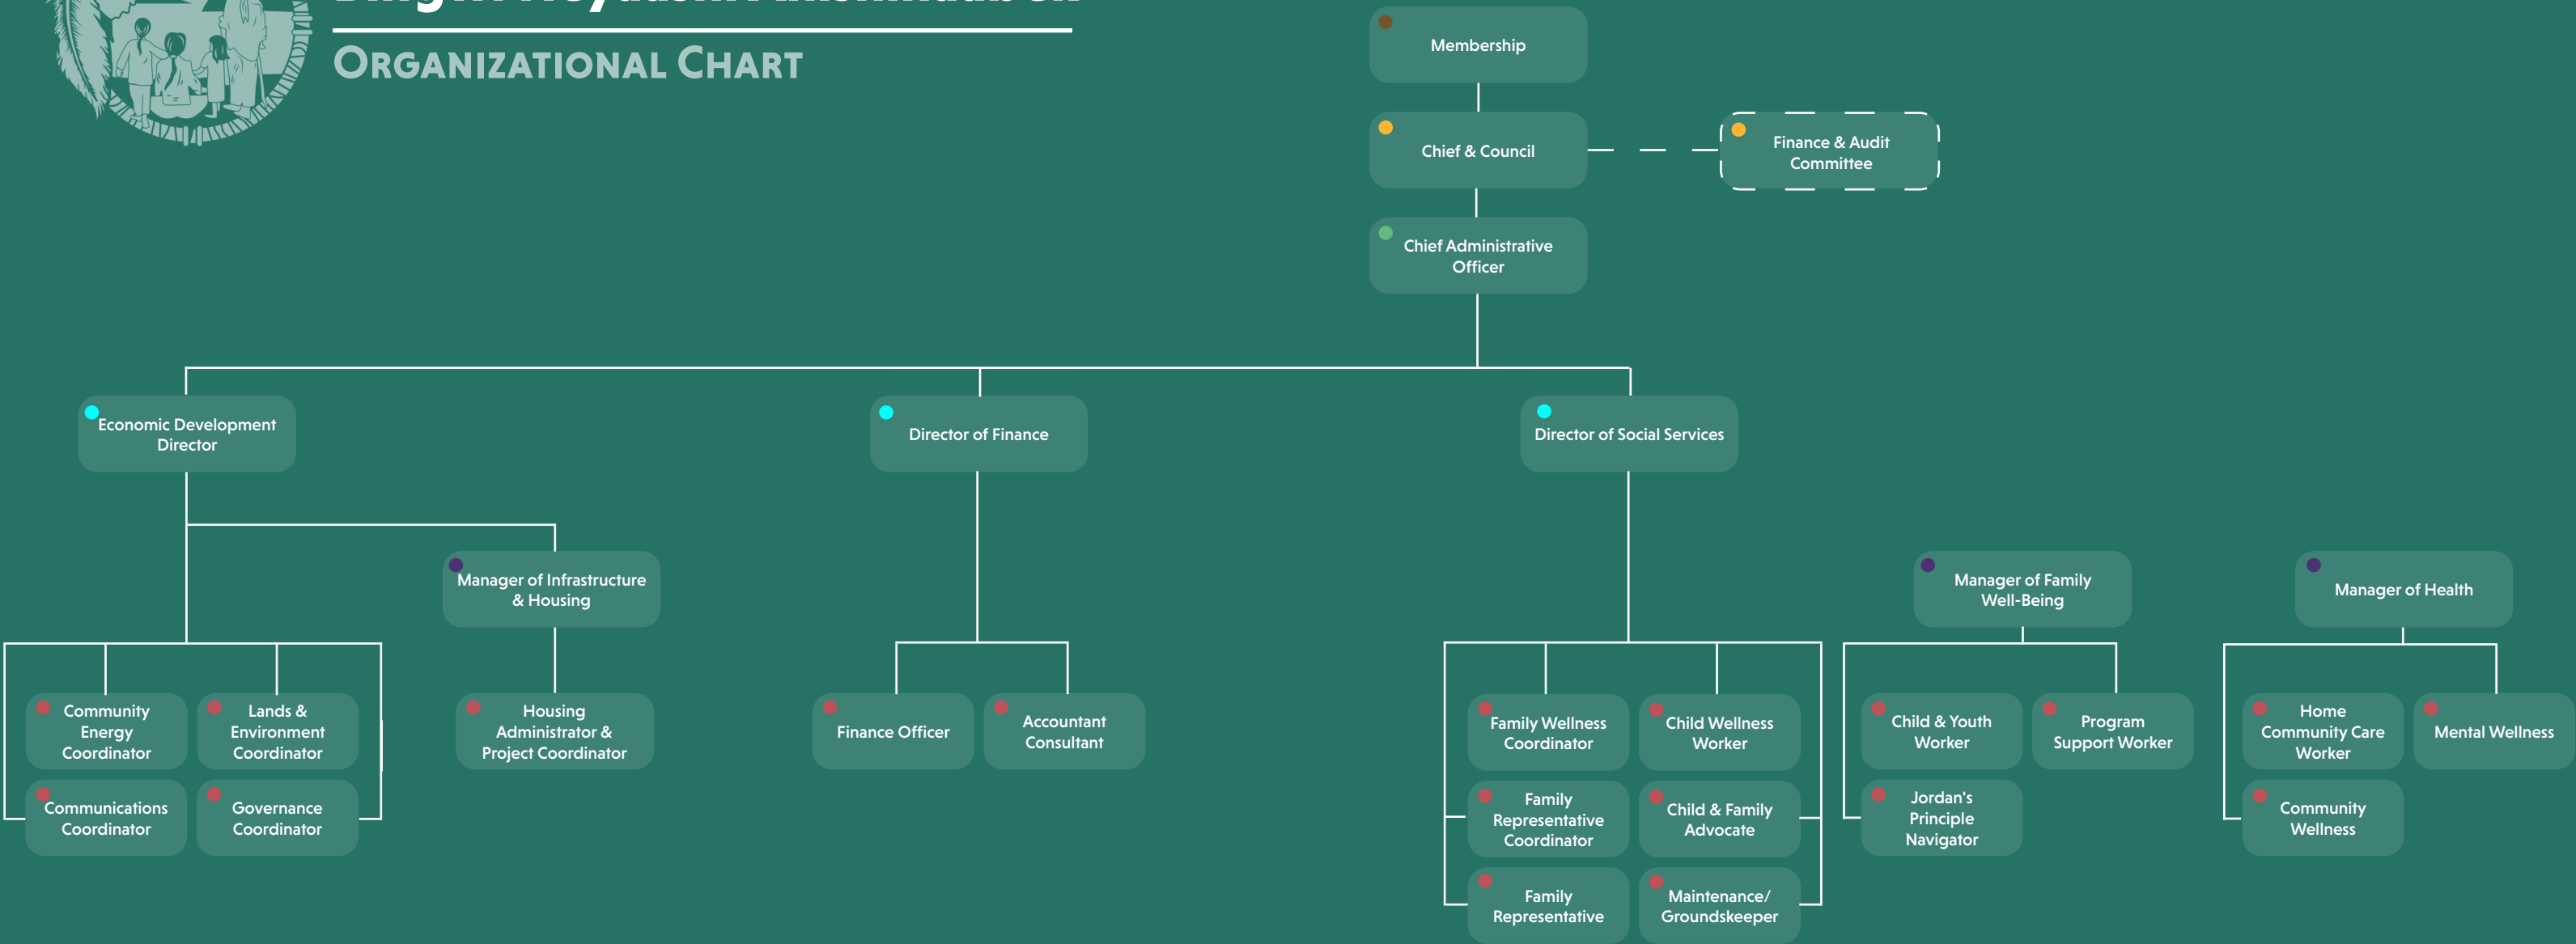 ORGANIZATIONAL CHART
Membership
Chief & Council
Finance & Audit
Committee
Chief Administrative
Officer
Economic Development
Director
Director of Finance
Director of Social Services
Manager of Infrastructure
& Housing
Manager of Family
Well-Being
Manager of Health
Community
Energy
Coordinator
Lands &
Environment
Coordinator
Housing
Administrator &
Project Coordinator
Finance Officer
Accountant
Consultant
Family Wellness
Coordinator
Child Wellness
Worker
Child & Youth
Worker
Program
Support Worker
Home
Community Care
Worker
Mental Wellness
Communications
Coordinator
Governance
Coordinator
Family
Representative
Coordinator
Child & Family
Advocate
Jordan's
Principle
Navigator
Community
Wellness
Family
Representative
Maintenance/
Groundskeeper